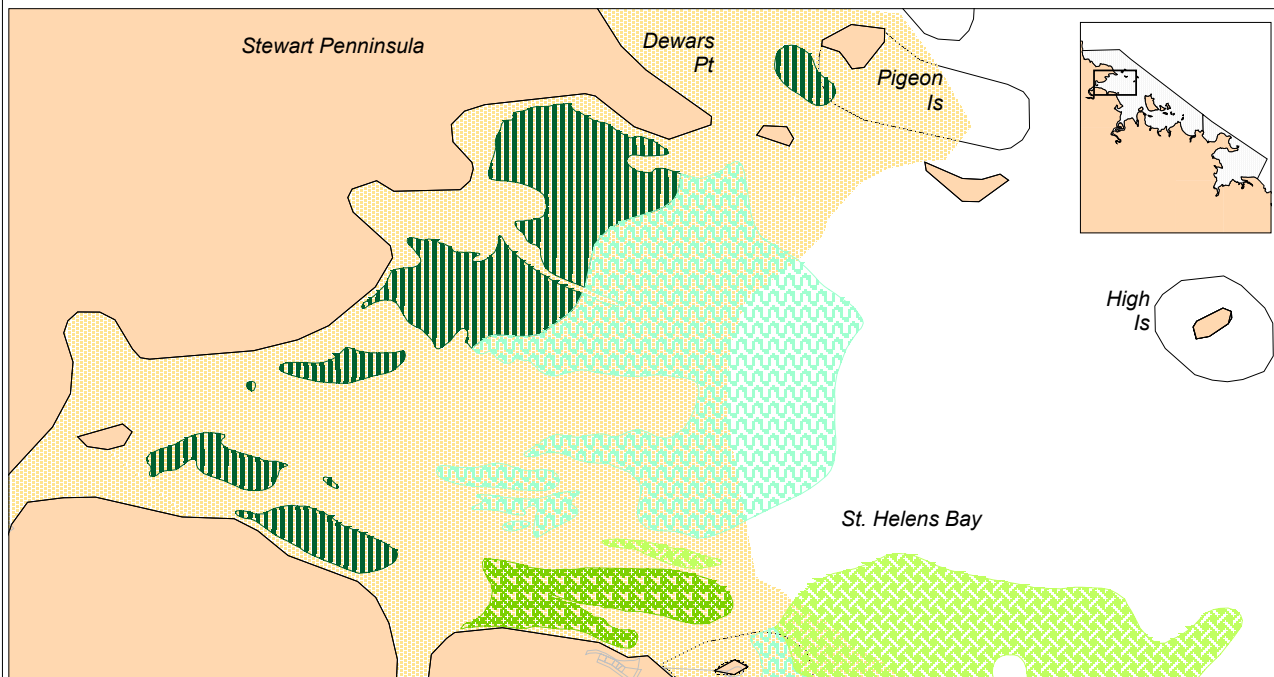 Stewart Penninsula
Dewars
Pt
Pigeon
Is
High
Is
St. Helens Bay